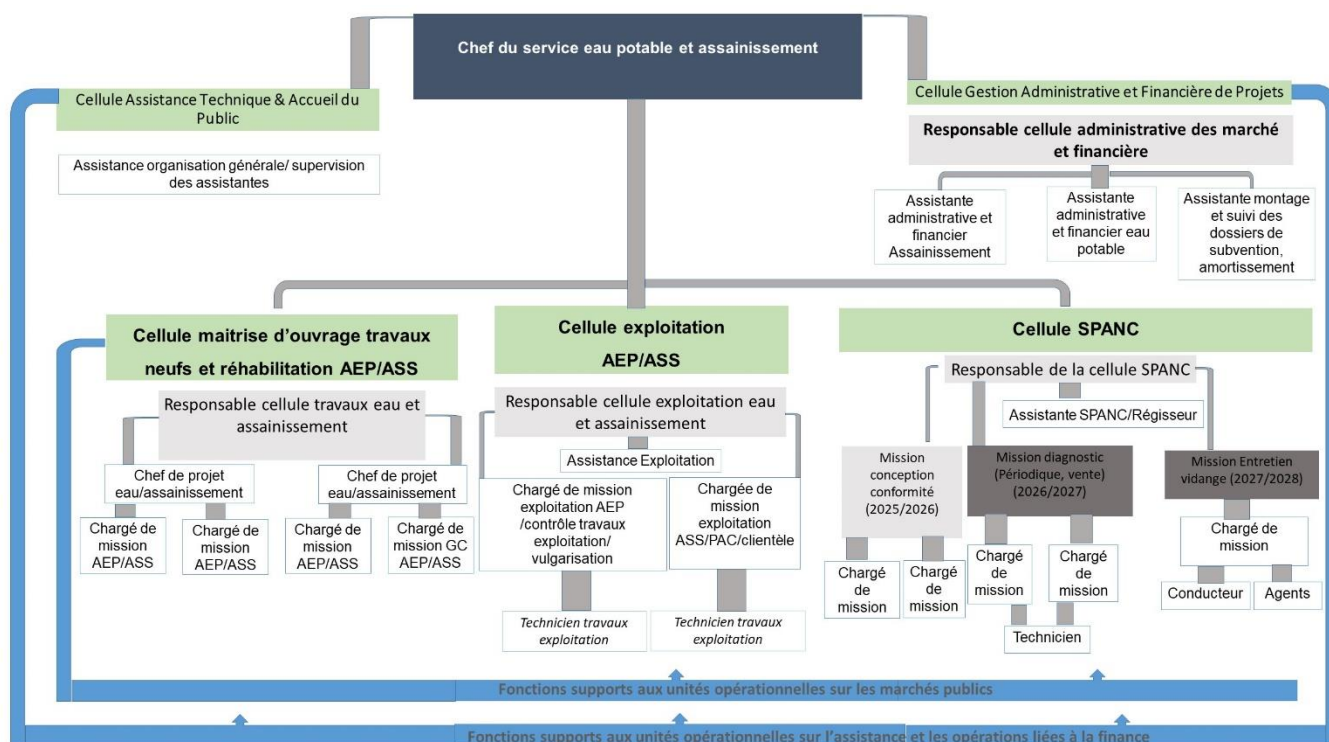 Chef du service eau potable et assainissement
Cellule Assistance Technique & Accueil du
Public
Cellule Gestion Administrative et Financière de Projets
Assistance organisation générale/ supervision
des assistantes
Responsable cellule administrative des marché
et financière
Assistante
administrative et
financier
Assainissement
Assistante
administrative
et financier eau
potable
Assistante montage
et suivi des
dossiers de
subvention,
amortissement
Cellule maitrise d'ouvrage travaux
neufs et réhabilitation AEP/ASS
Responsable cellule travaux eau et
assainissement
Chef de projet
eau/assainissement
Chef de projet
eau/assainissement
Chargé de
mission
AEP/ASS
Chargé de
mission
AEP/ASS
Chargé de
mission
AEP/ASS
Chargé de
mission GC
AEP/ASS
Cellule exploitation
AEP/ASS
Responsable cellule exploitation eau
et assainissement
Assistance Exploitation
Chargé de mission
exploitation AEP
/contrôle travaux
exploitation/
vulgarisation
Chargée de
mission
exploitation
ASS/PAC/clientèle
Technicien travaux
exploitation
Technicien travaux
exploitation
Cellule SPANC
Responsable de la cellule SPANC
Assistante SPANC/Régisseur
Mission
conception
conformité
(2025/2026)
Mission diagnostic
(Périodique, vente)
(2026/2027)
Mission Entretien
vidange (2027/2028)
Chargé
de
mission
Chargé
de
mission
Chargé
de
mission
Chargé
de
mission
Technicien
Chargé de
mission
Conducteur
Agents
Fonctions supports aux unités opérationnelles sur les marchés publics
Fonctions supports aux unités opérationnelles sur l'assistance et les opérations liées à la finance